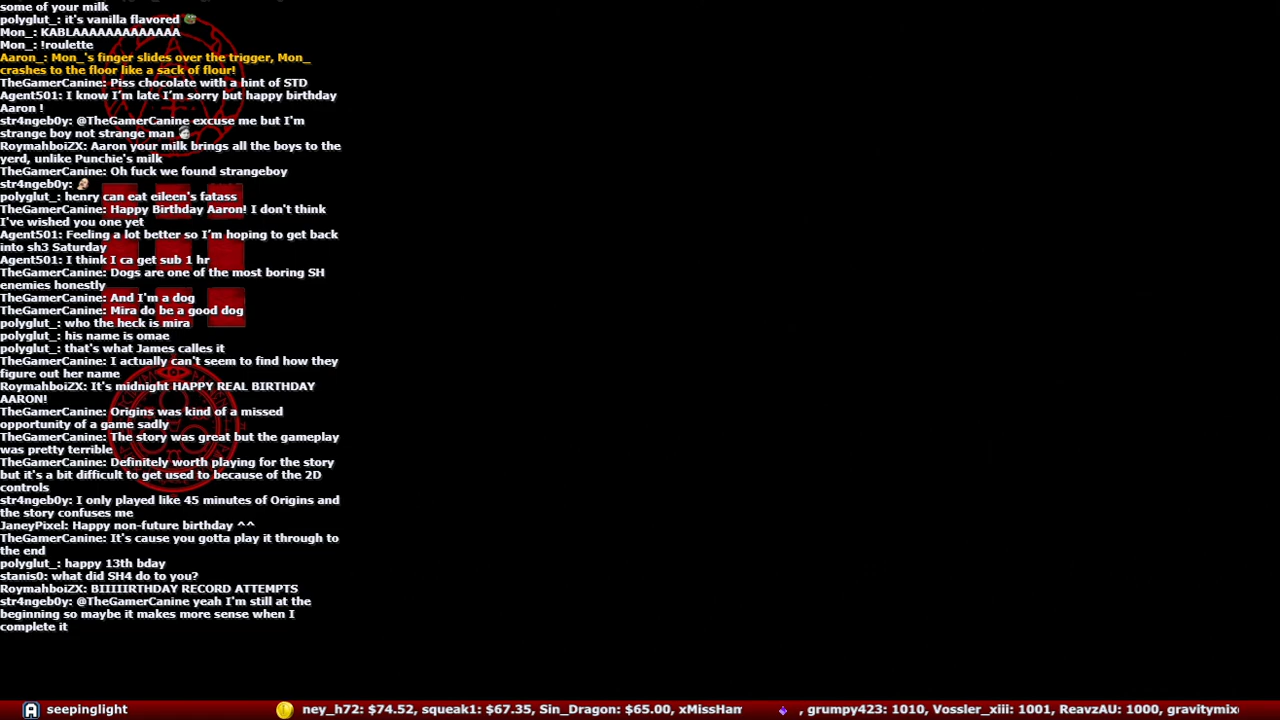 some of your milk
polyglut_: it's vanilla flavored
Mon_: KABLAAAAAAAAAAAAA
Mon_: !roulette
Aaron_: Mon_'s finger slides over the trigger, Mon_
crashes to the floor like a sack of flour!
TheGamerCanine: Piss chocolate with a hint of STD
Agent501: I know I’m late I’m sorry but happy birthday
Aaron !
str4ngeb0y: @TheGamerCanine excuse me but I'm
strange boy not strange man
RoymahboiZX: Aaron your milk brings all the boys to the
yerd, unlike Punchie's milk
TheGamerCanine: Oh fuck we found strangeboy
str4ngeb0y:
polyglut_: henry can eat eileen's fatass
TheGamerCanine: Happy Birthday Aaron! I don't think
I've wished you one yet
Agent501: Feeling a lot better so I’m hoping to get back
into sh3 Saturday
Agent501: I think I ca get sub 1 hr
TheGamerCanine: Dogs are one of the most boring SH
enemies honestly
TheGamerCanine: And I'm a dog
TheGamerCanine: Mira do be a good dog
polyglut_: who the heck is mira
polyglut_: his name is omae
polyglut_: that's what James calles it
TheGamerCanine: I actually can't seem to find how they
figure out her name
RoymahboiZX: It's midnight HAPPY REAL BIRTHDAY
AARON!
TheGamerCanine: Origins was kind of a missed
opportunity of a game sadly
TheGamerCanine: The story was great but the gameplay
was pretty terrible
TheGamerCanine: Definitely worth playing for the story
but it's a bit difficult to get used to because of the 2D
controls
str4ngeb0y: I only played like 45 minutes of Origins and
the story confuses me
JaneyPixel: Happy non-future birthday ^^
TheGamerCanine: It's cause you gotta play it through to
the end
polyglut_: happy 13th bday
stanis0: what did SH4 do to you?
RoymahboiZX: BIIIIIRTHDAY RECORD ATTEMPTS
str4ngeb0y: @TheGamerCanine yeah I'm still at the
beginning so maybe it makes more sense when I
complete it
seepinglight ney_h72: $74.52, squeak1: $67.35, Sin_Dragon: $65.00, xMissHam , grumpy423: 1010, Vossler_xiii: 1001, ReavzAU: 1000, gravitymixe